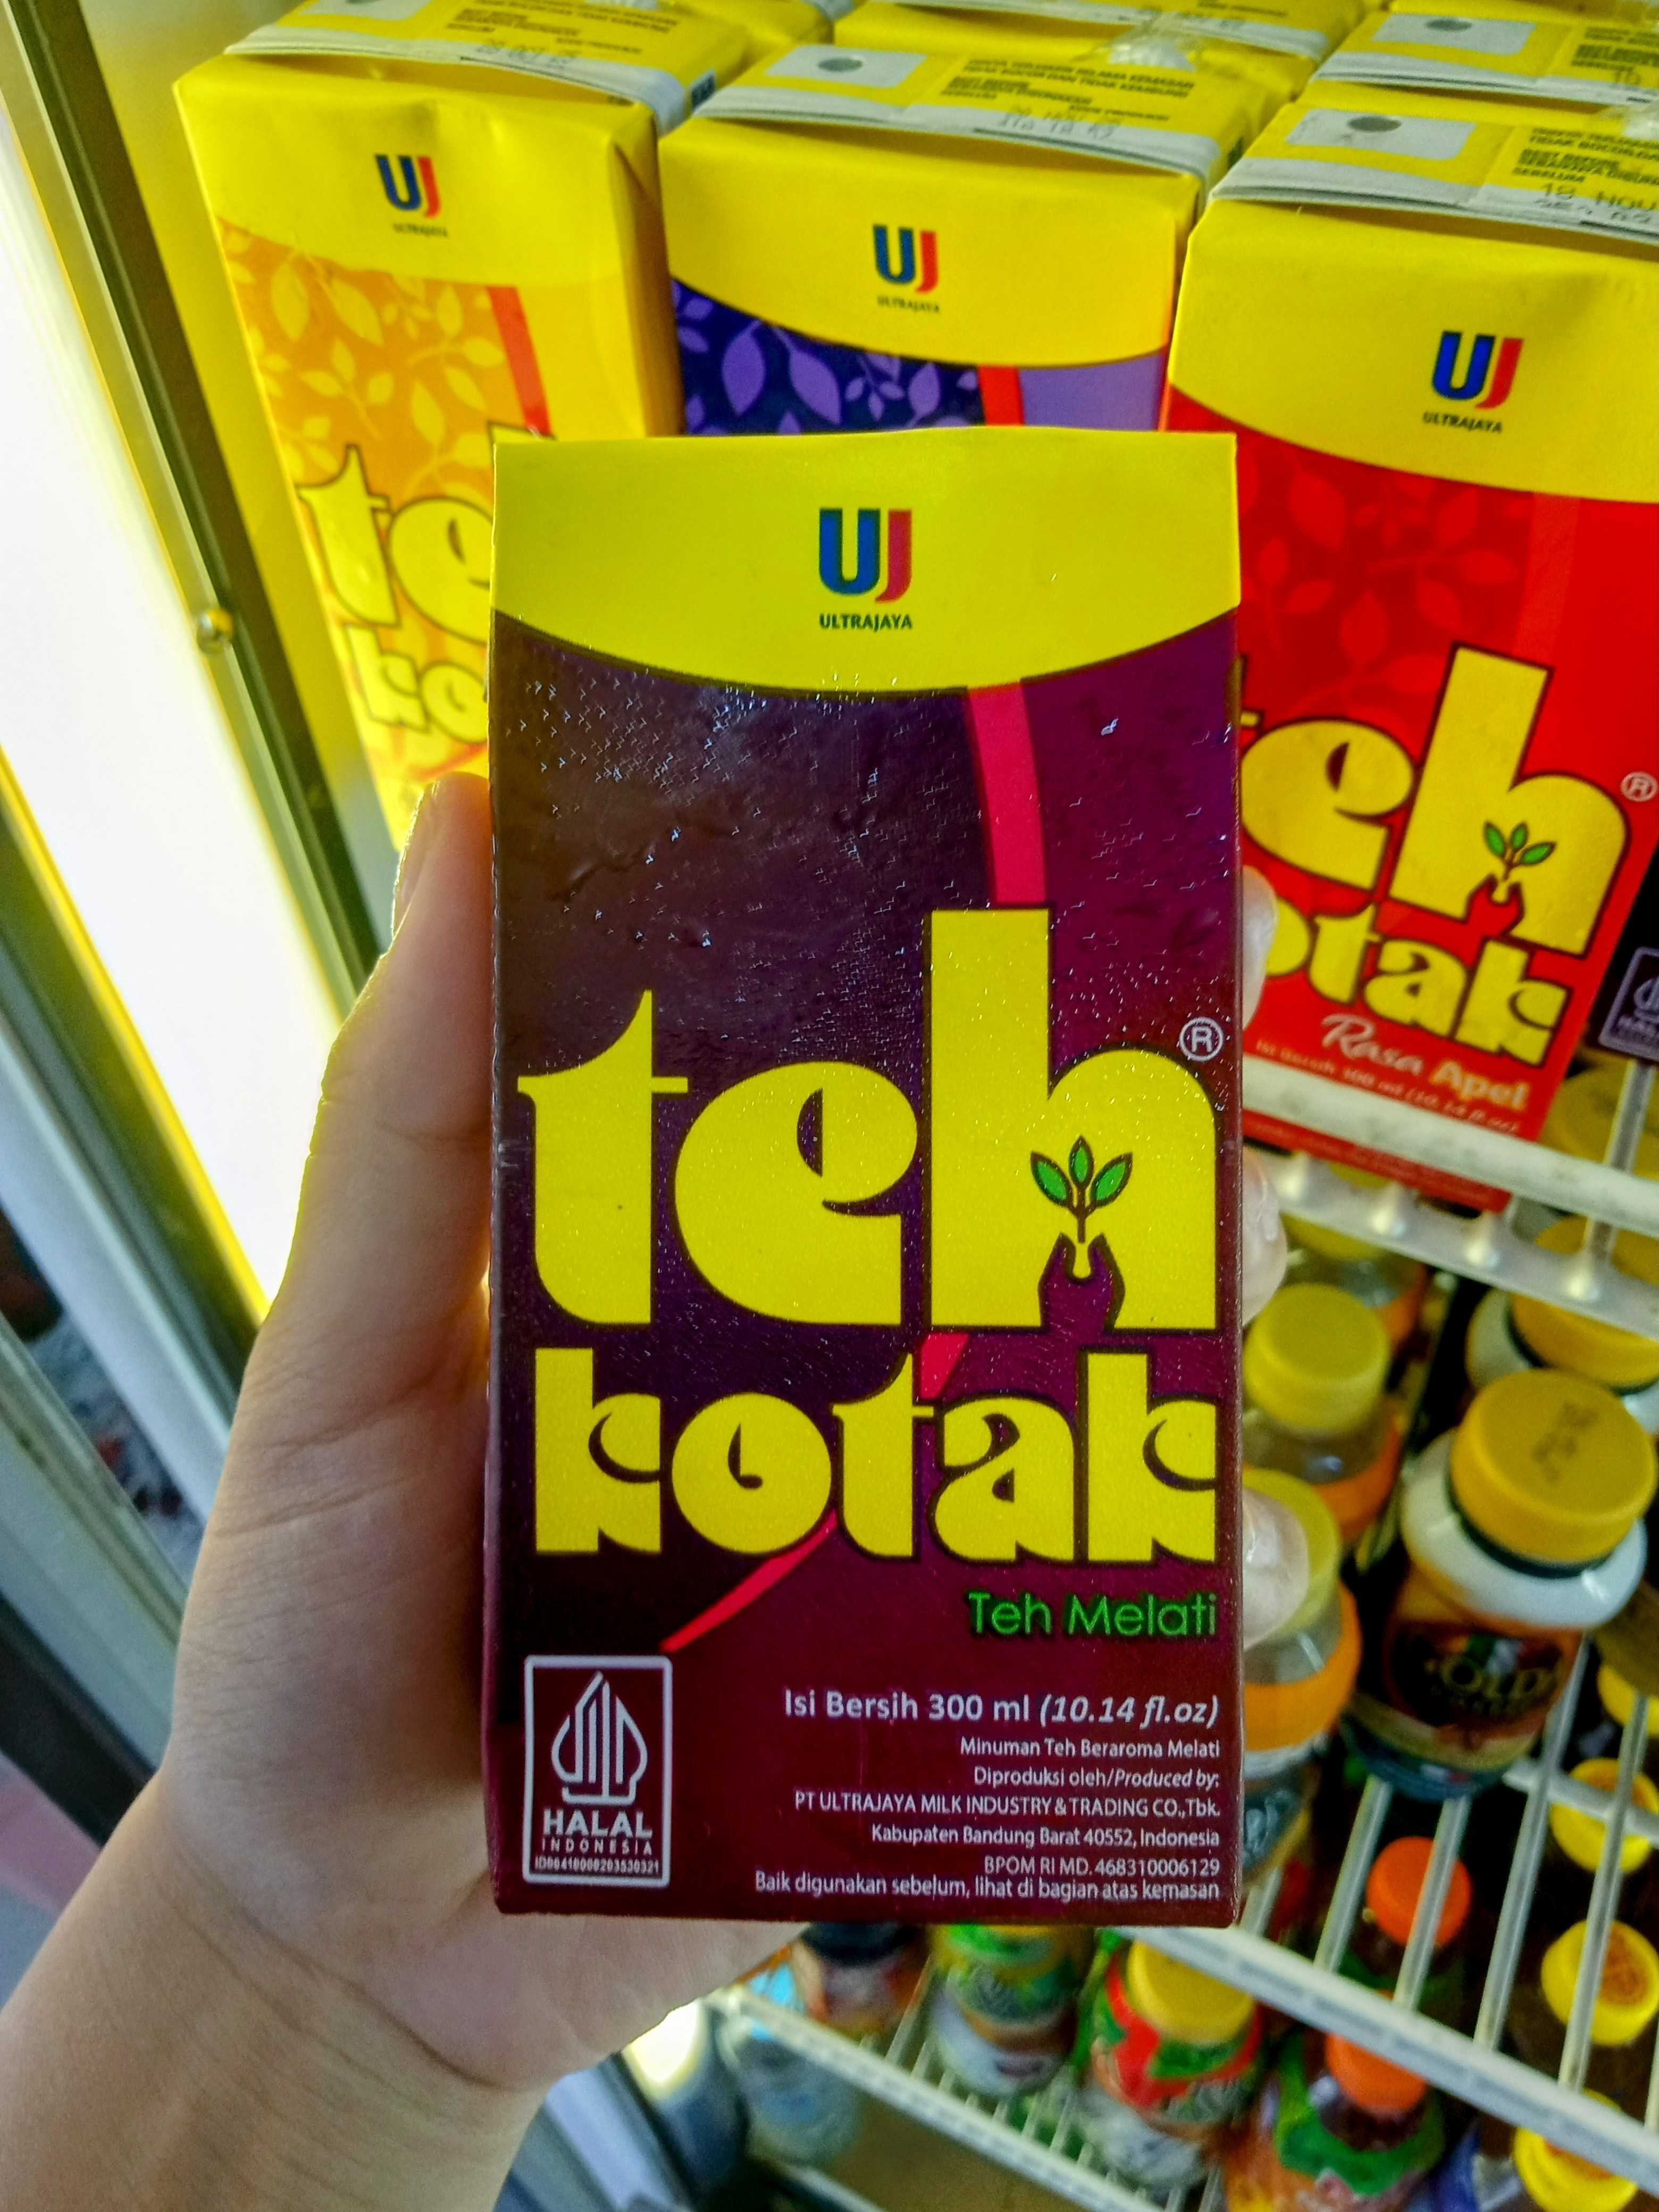 UJ
ULTRAJAYA
UJ
ULTRAJAYA
UJ
ULTRAJAYA
18 NOV
teh
kotak
Rasa Apel
UJ
ULTRAJAYA
teh®
kotak
Teh Melati
Isi Bersih 300 ml (10.14 fl.oz)
Minuman Teh Beraroma Melati
Diproduksi oleh/Produced by:
PT ULTRAJAYA MILK INDUSTRY & TRADING CO.,Tbk.
Kabupaten Bandung Barat 40552, Indonesia
BPOM RI MD. 468310006129
Baik digunakan sebelum, lihat di bagian atas kemasan
HALAL
INDONESIA